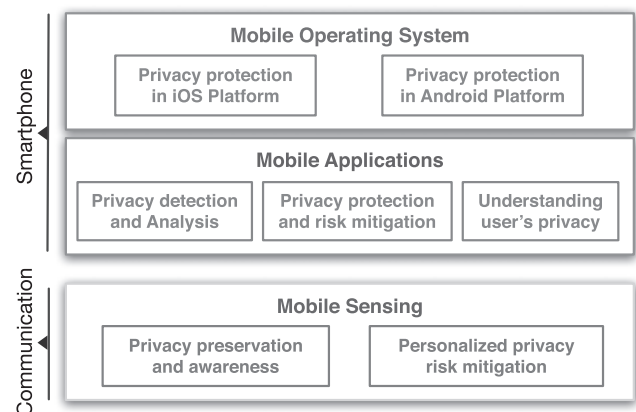 Smartphone
Mobile Operating System
Privacy protection
in iOS Platform
Privacy protection
in Android Platform
Mobile Applications
Privacy detection
and Analysis
Privacy protection
and risk mitigation
Understanding
user's privacy
Communication
Mobile Sensing
Privacy preservation
and awareness
Personalized privacy
risk mitigation